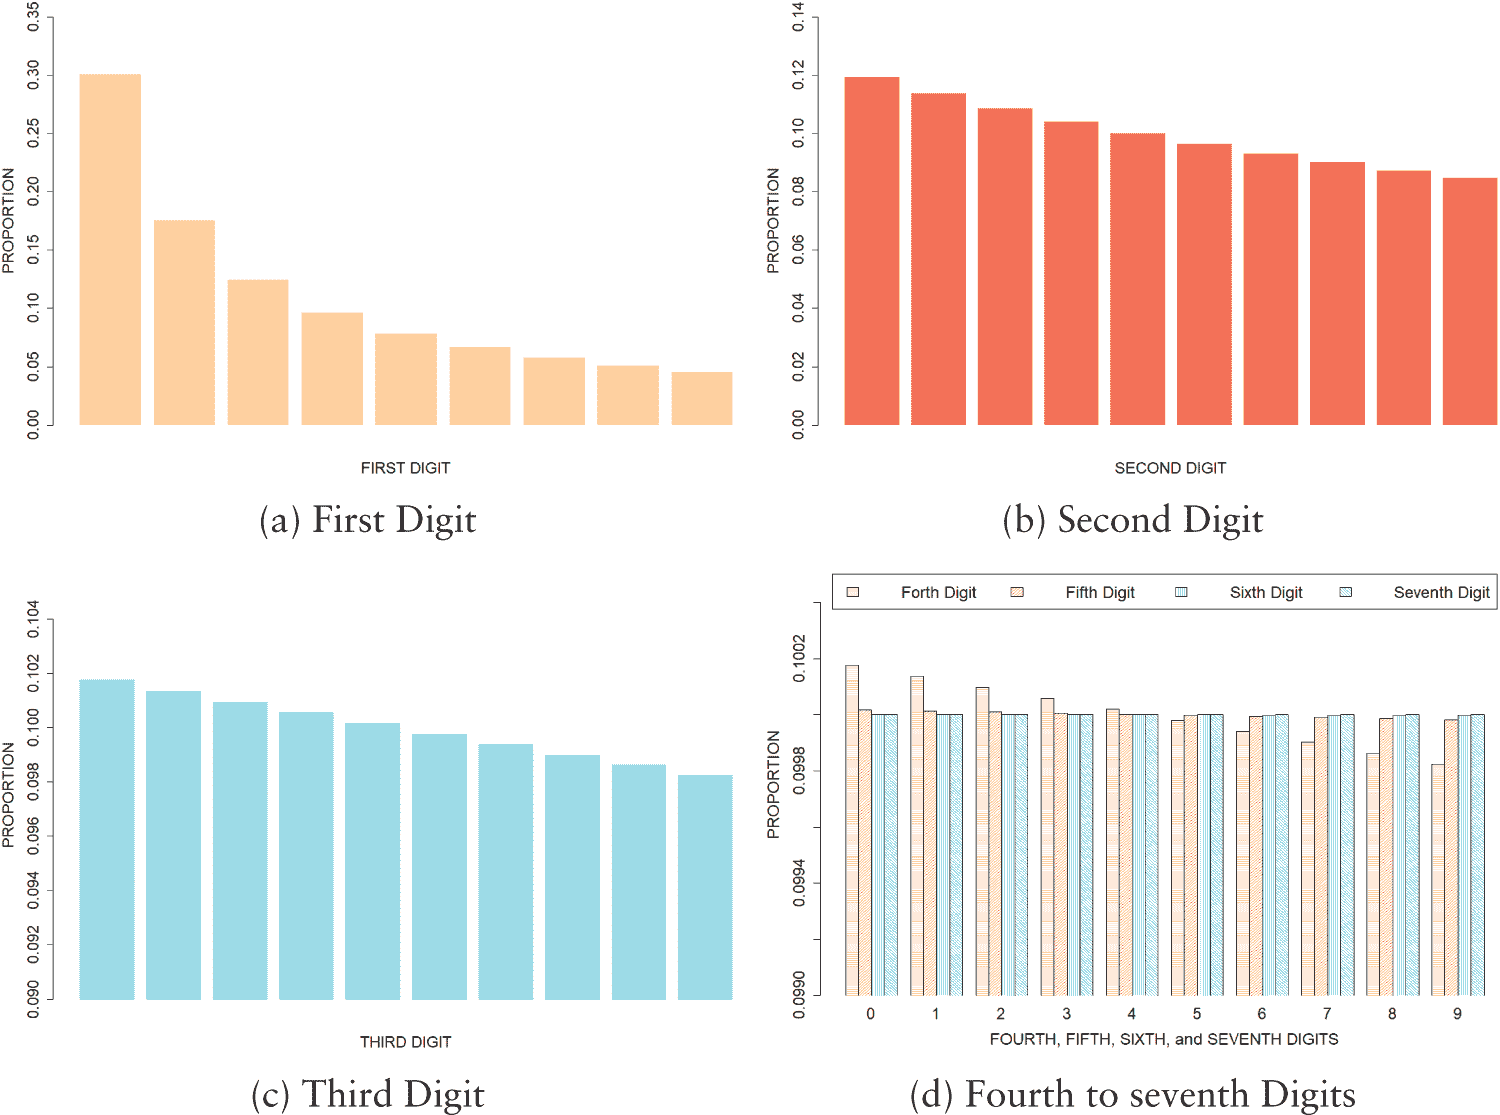 PROPORTION
0.35
0.30
0.25
0.20
0.15
0.10
0.05
0.00
FIRST DIGIT
(a) First Digit
PROPORTION
0.14
0.12
0.10
0.08
0.06
0.04
0.02
0.00
SECOND DIGIT
(b) Second Digit
PROPORTION
0.104
0.102
0.100
0.098
0.096
0.094
0.092
0.090
THIRD DIGIT
(c) Third Digit
Forth Digit Fifth Digit Sixth Digit Seventh Digit
PROPORTION
0.1002
0.0998
0.0994
0.0990
0 1 2 3 4 5 6 7 8 9
FOURTH, FIFTH, SIXTH, and SEVENTH DIGITS
(d) Fourth to seventh Digits